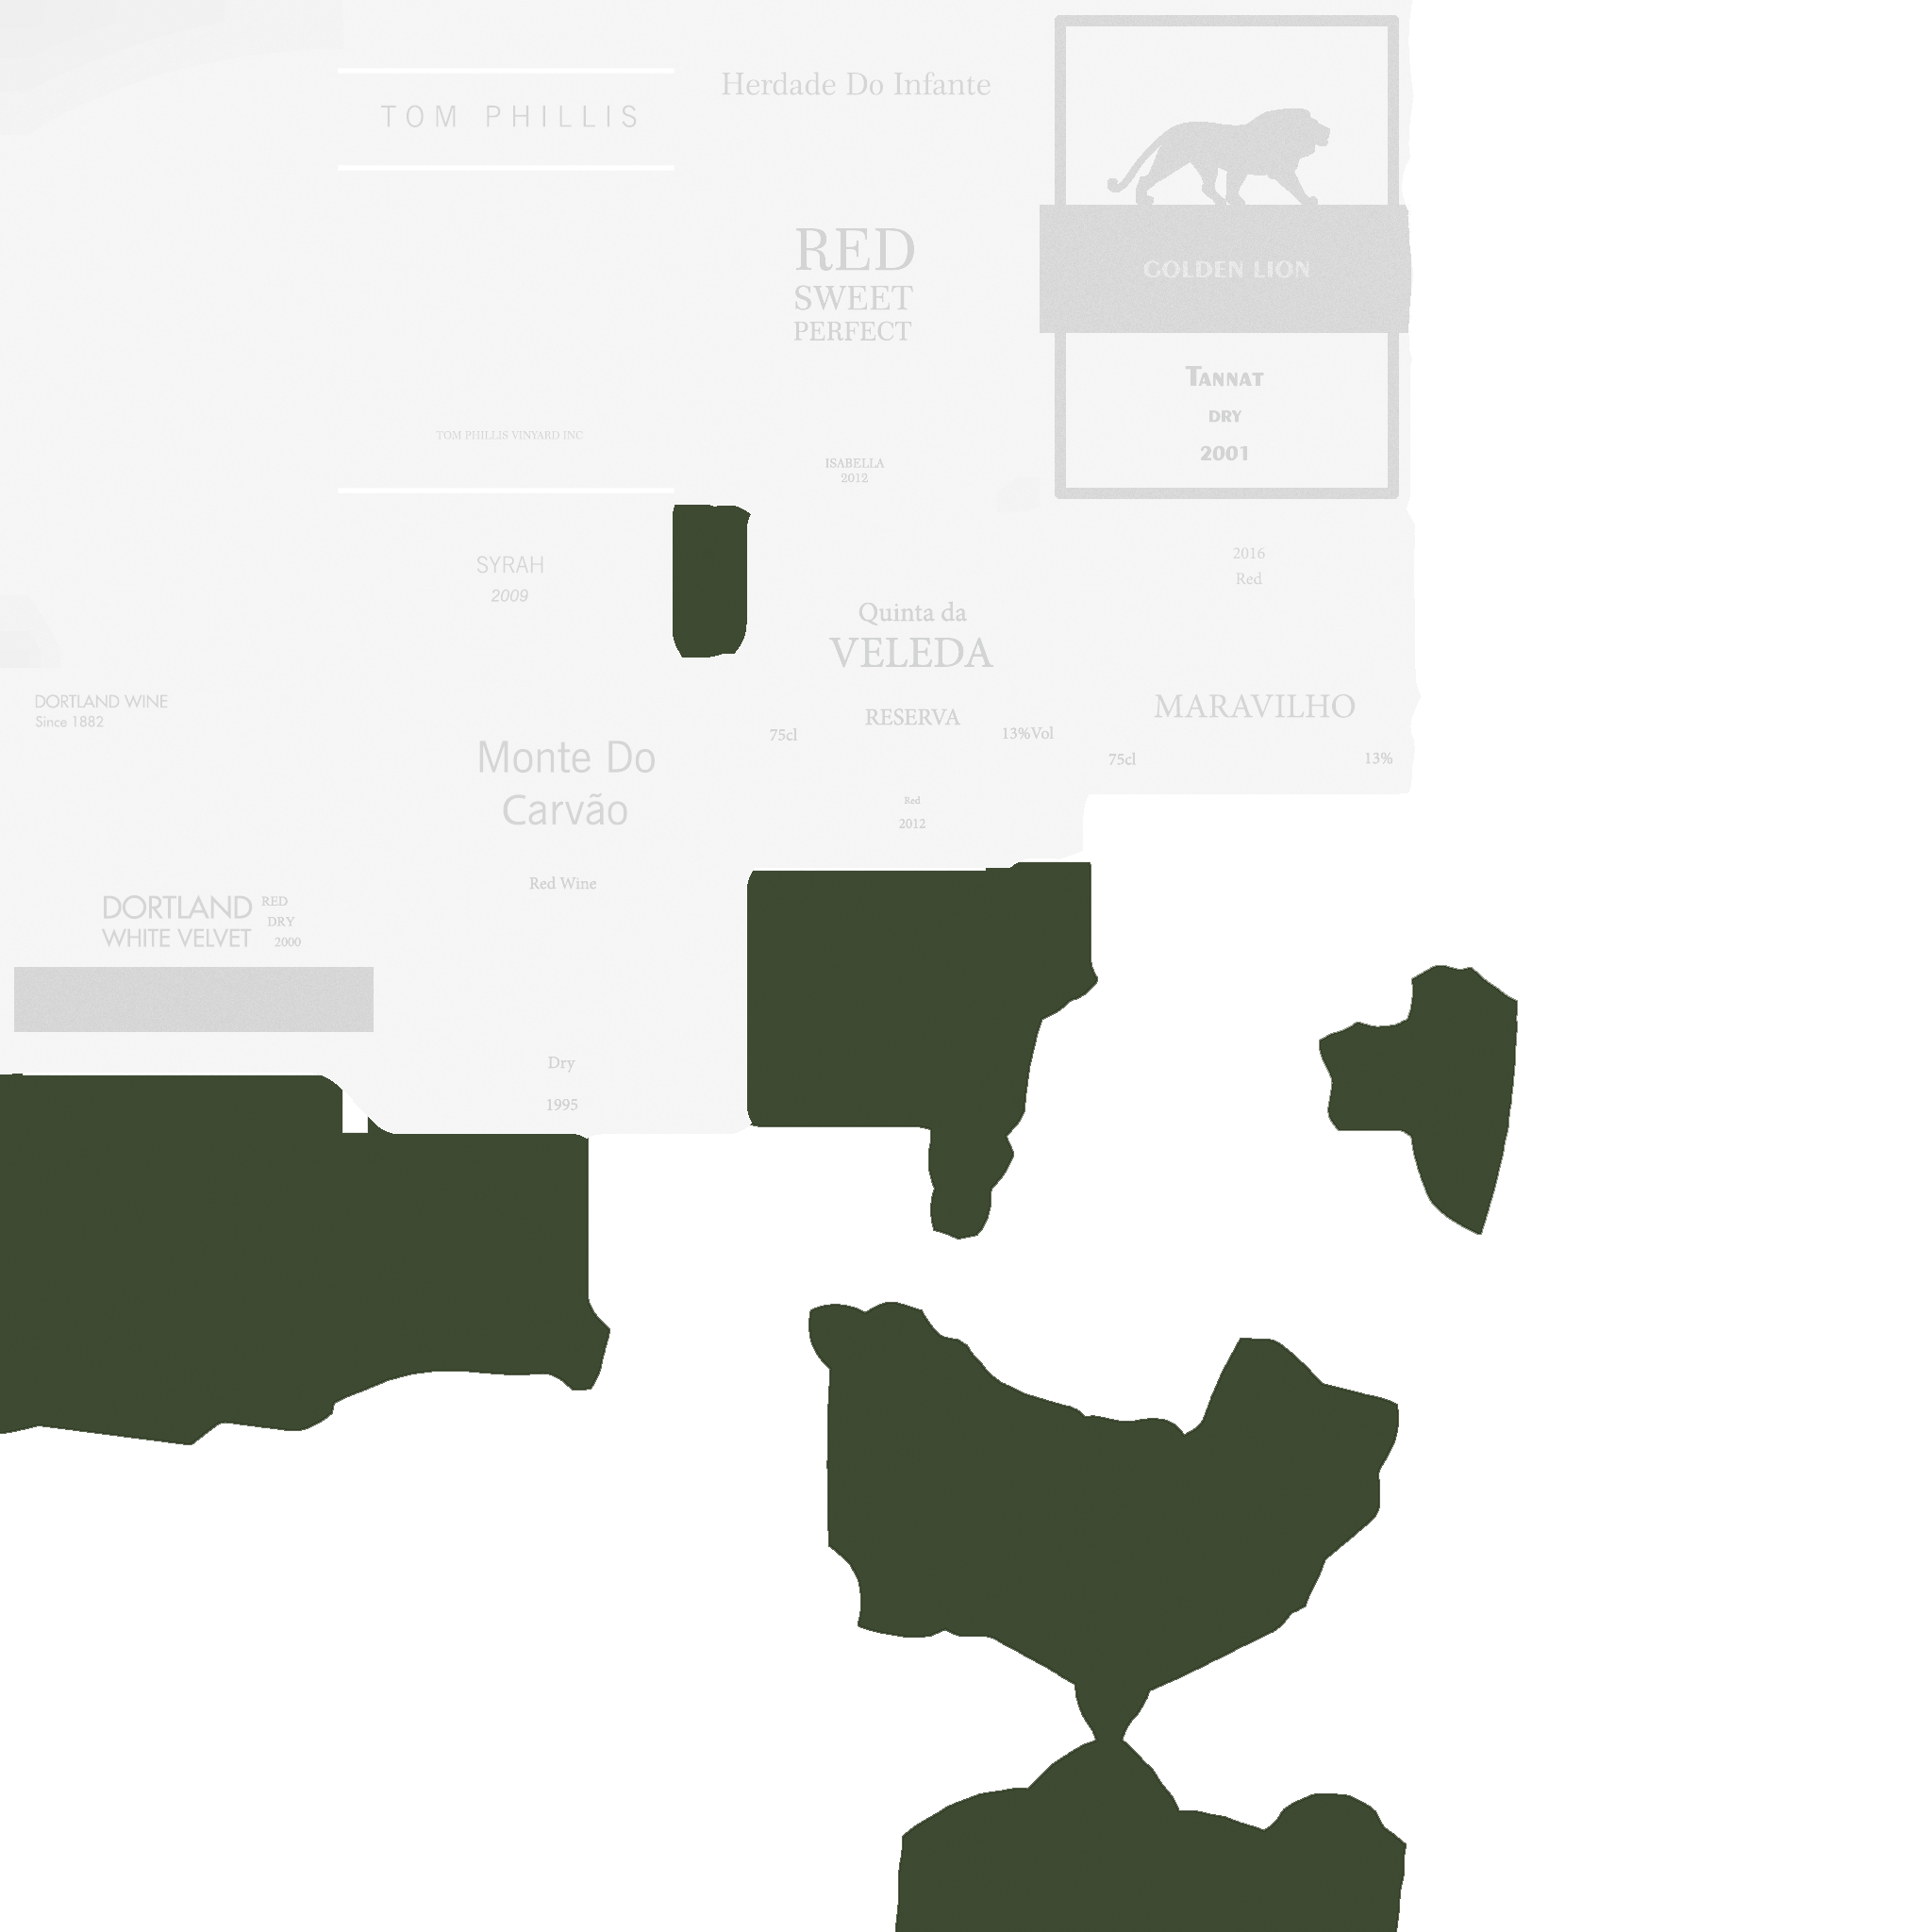 TOM PHILLIS
TOM PHILLIS VINYARD INC
SYRAH
2009
Herdade Do Infante
RED
SWEET
PERFECT
ISABELLA
2012
GOLDEN LION
TANNAT
DRY
2001
2016
Red
MARAVILHO
75cl
13%
Quinta da
VELEDA
RESERVA
75cl
13%Vol
Red
2012
DORTLAND WINE
Since 1882
DORTLAND
WHITE VELVET
RED
DRY
2000
Monte Do
Carvão
Red Wine
Dry
1995